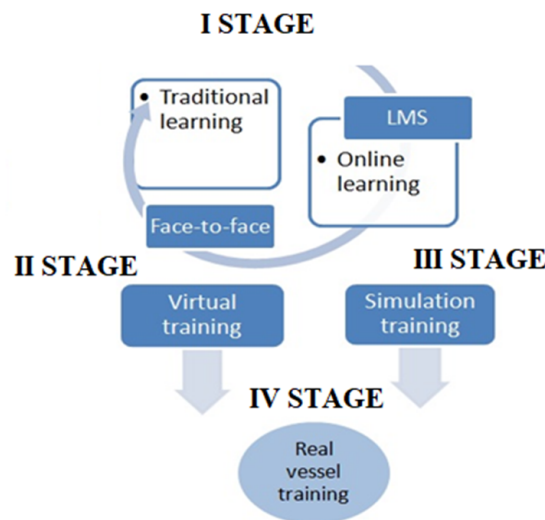 I STAGE
• Traditional
learning
LMS
• Online
learning
Face-to-face
II STAGE
III STAGE
Virtual
training
Simulation
training
IV STAGE
Real
vessel
training